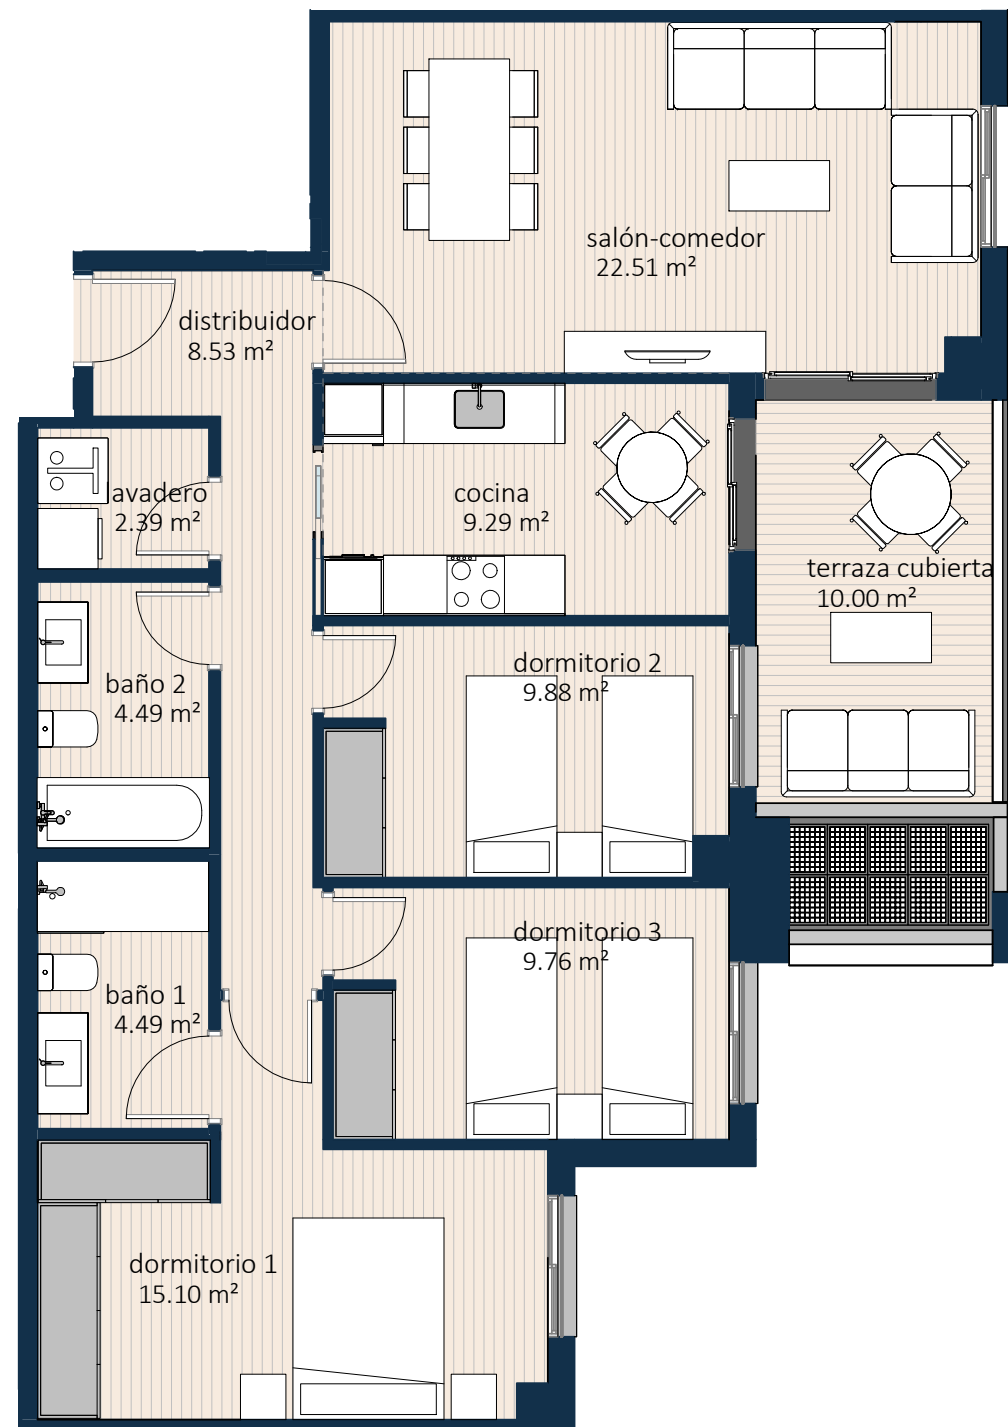 salón-comedor
22.51 m²
distribuidor
8.53 m²
lavadero
2.39 m²
cocina
9.29 m²
terraza cubierta
10.00 m²
dormitorio 2
9.88 m²
baño 2
4.49 m²
dormitorio 3
9.76 m²
baño 1
4.49 m²
dormitorio 1
15.10 m²